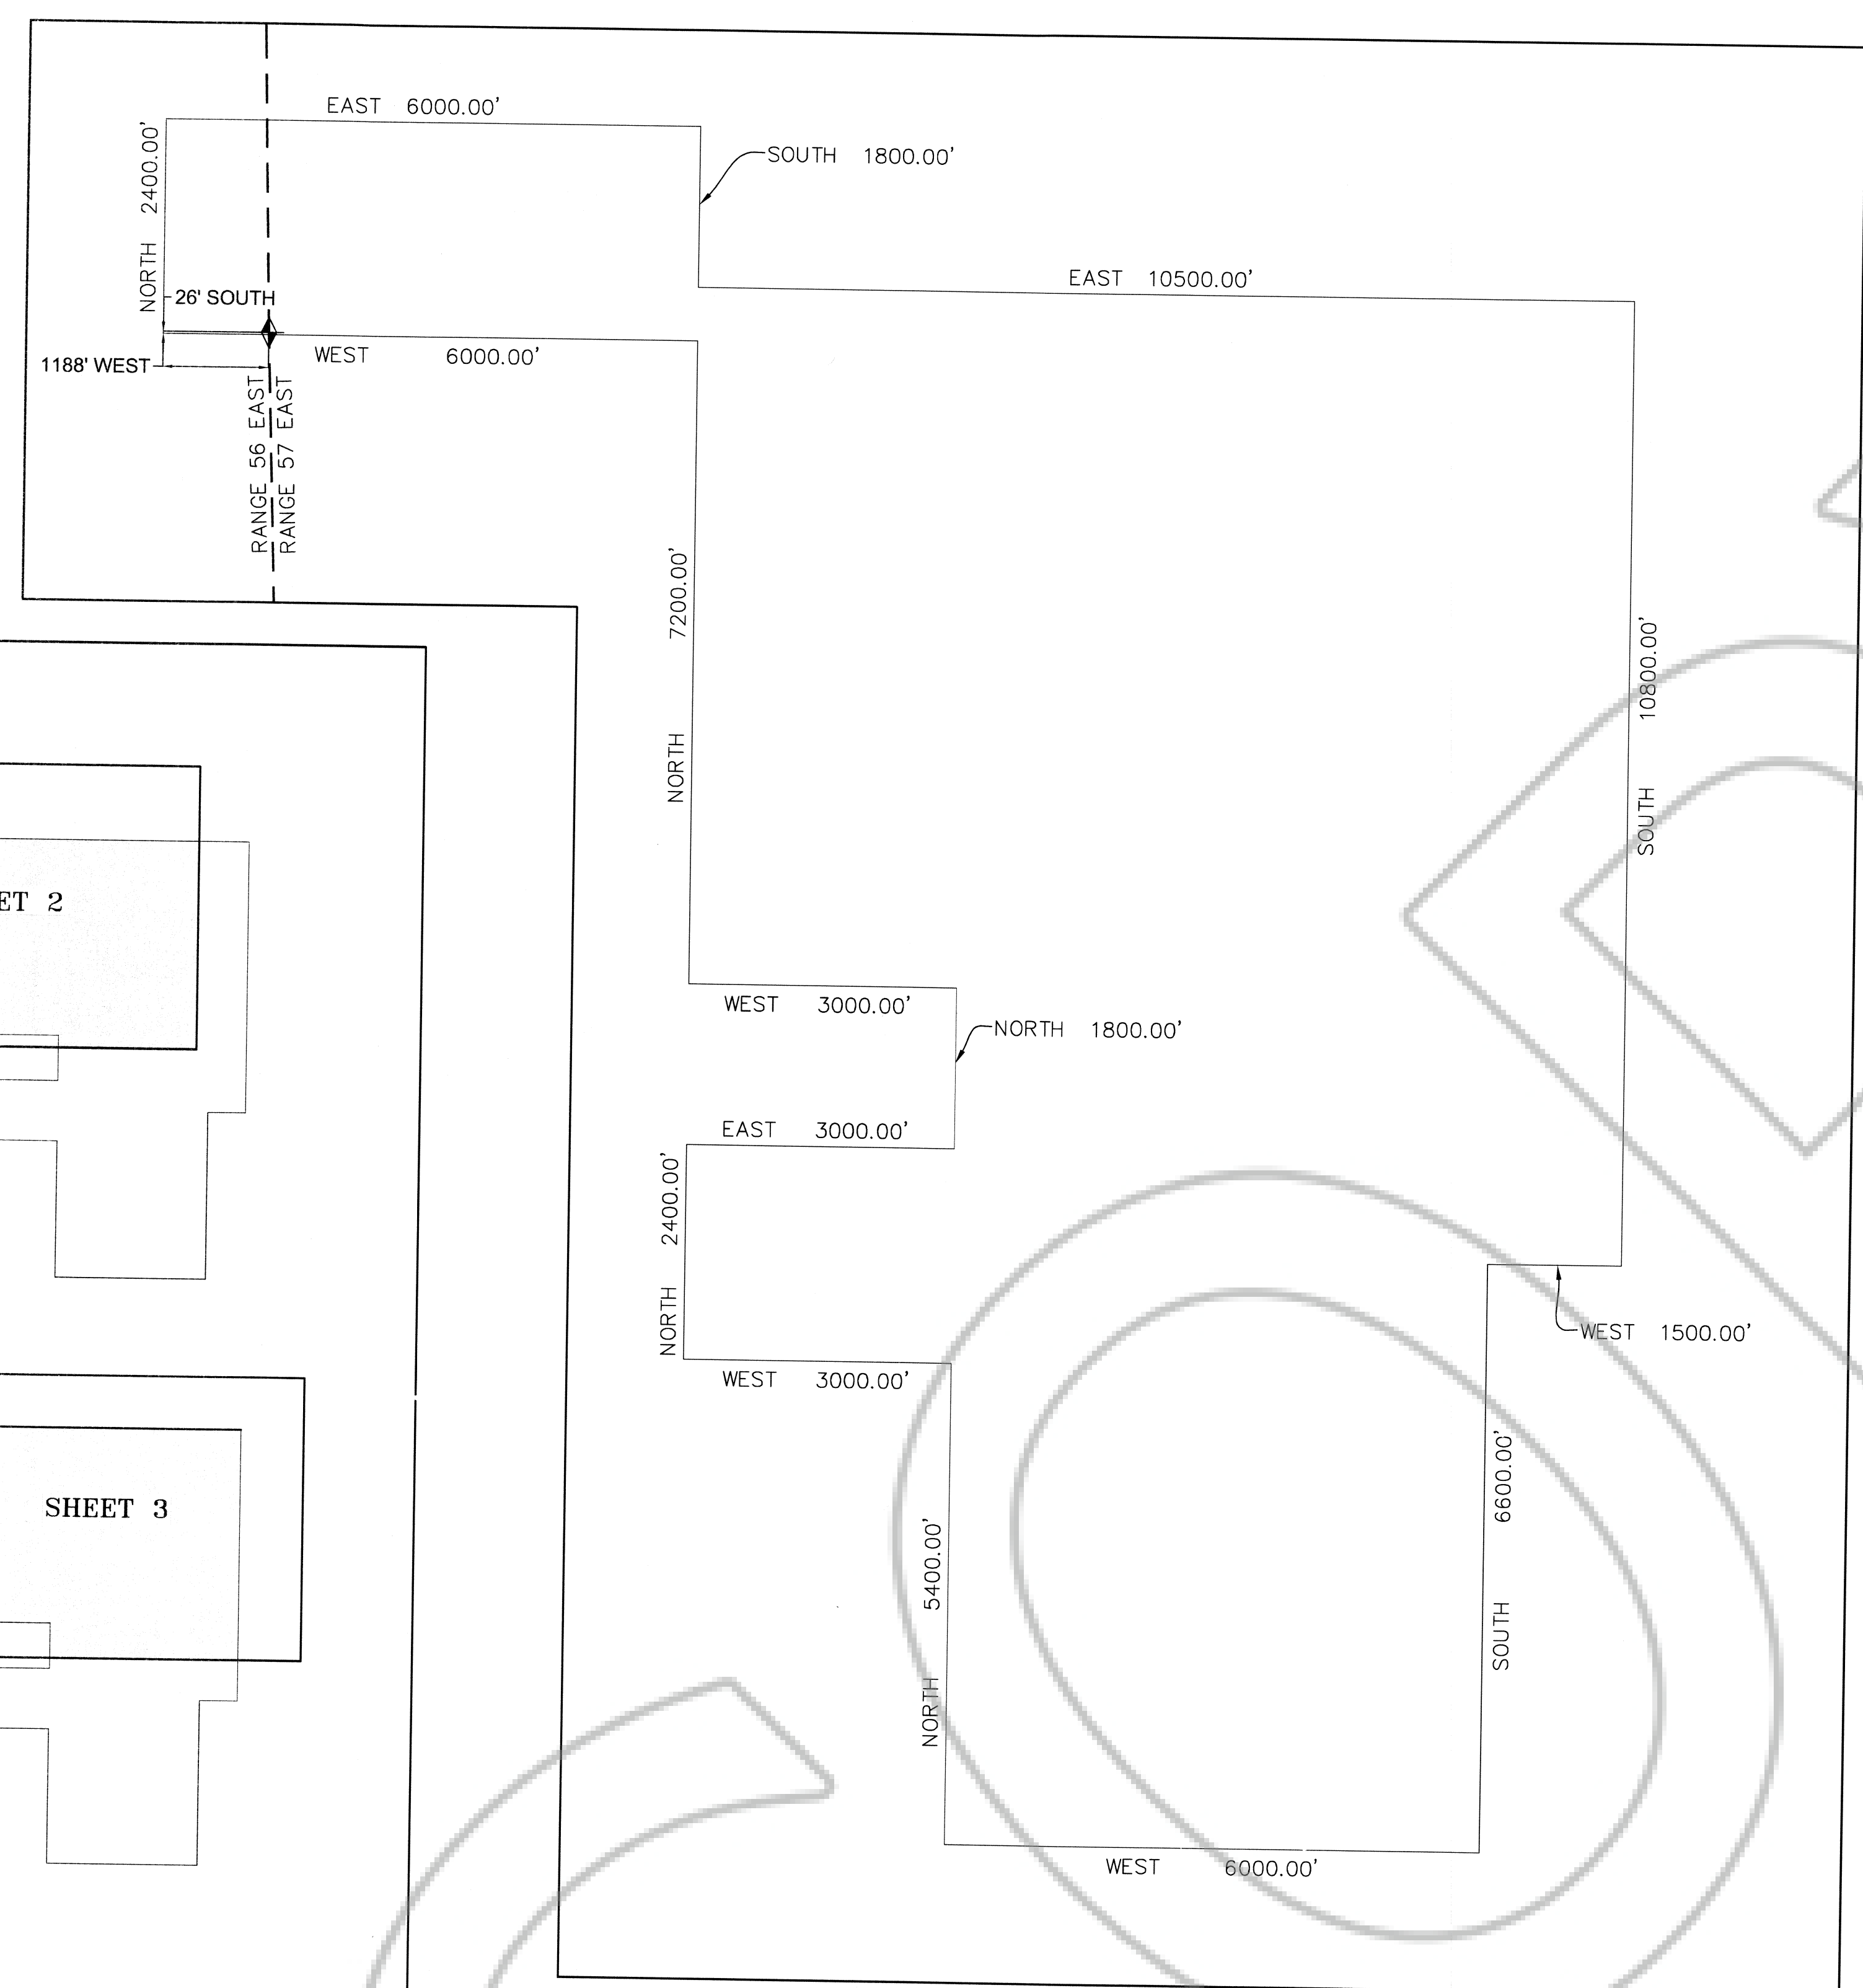 EAST 6000.00'
NORTH 2400.00'
SOUTH 1800.00'
EAST 10500.00'
26' SOUTH
WEST 6000.00'
1188' WEST
RANGE 56 EAST
RANGE 57 EAST
NORTH 7200.00'
SOUTH 10800.00'
ET 2
WEST 3000.00'
NORTH 1800.00'
EAST 3000.00'
NORTH 2400.00'
WEST 1500.00'
WEST 3000.00'
SOUTH 6600.00'
SHEET 3
NORTH 5400.00'
WEST 6000.00'